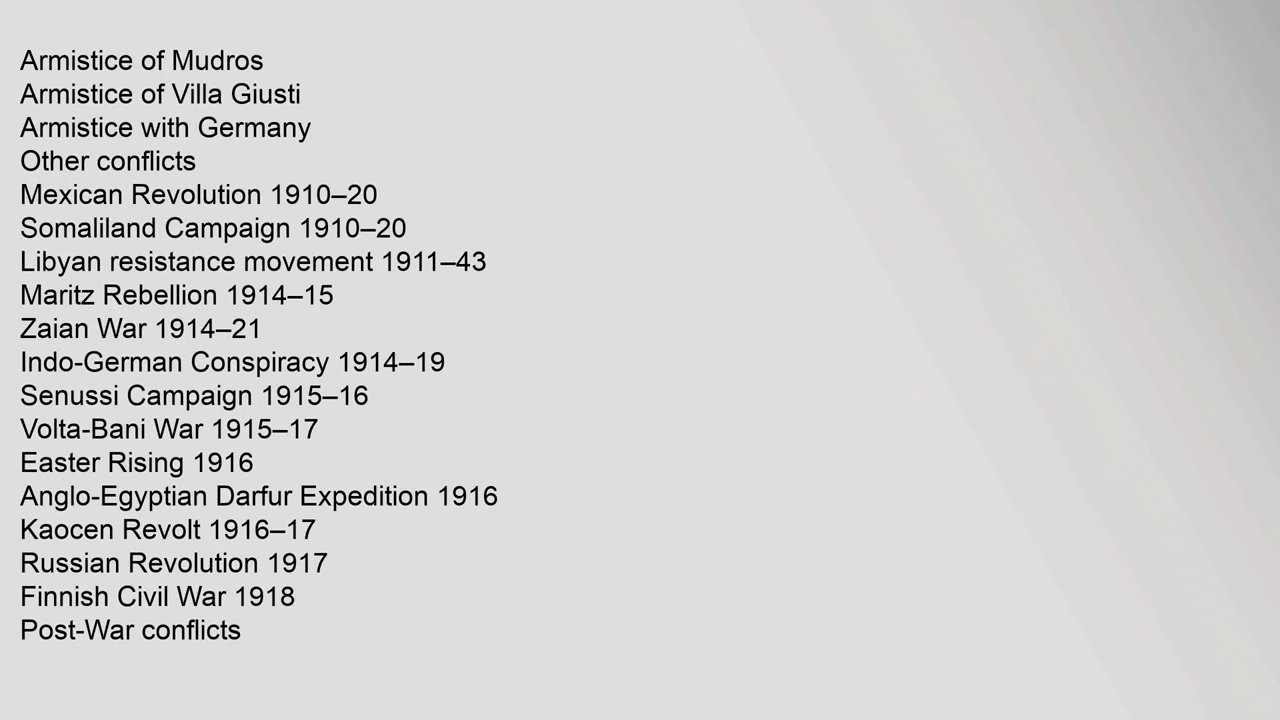 Armistice of Mudros
Armistice of Villa Giusti
Armistice with Germany
Other conflicts
Mexican Revolution 1910–20
Somaliland Campaign 1910–20
Libyan resistance movement 1911–43
Maritz Rebellion 1914–15
Zaian War 1914–21
Indo-German Conspiracy 1914–19
Senussi Campaign 1915–16
Volta-Bani War 1915–17
Easter Rising 1916
Anglo-Egyptian Darfur Expedition 1916
Kaocen Revolt 1916–17
Russian Revolution 1917
Finnish Civil War 1918
Post-War conflicts